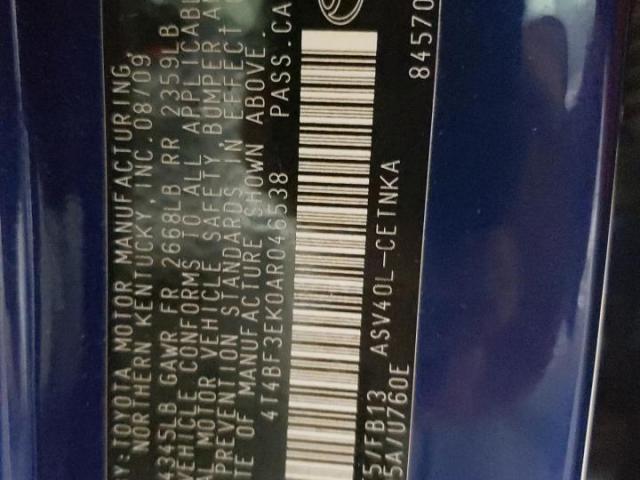 Y:TOYOTA MOTOR MANUFACTURING,
NORTHERN KENTUCKY, INC. 08/09
4345LB GAWR FR 2668LB RR 2359LB
VEHICLE CONFORMS TO ALL APPLICABL
AL MOTOR VEHICLE SAFETY, BUMPER A
PREVENTION STANDARDS IN EFFECT
TE OF MANUFACTURE SHOWN ABOVE.
4T4BF3EK0AR046538 PASS.CA
5/FB13 ASV40L-CETNKA
5A/U760E
84570